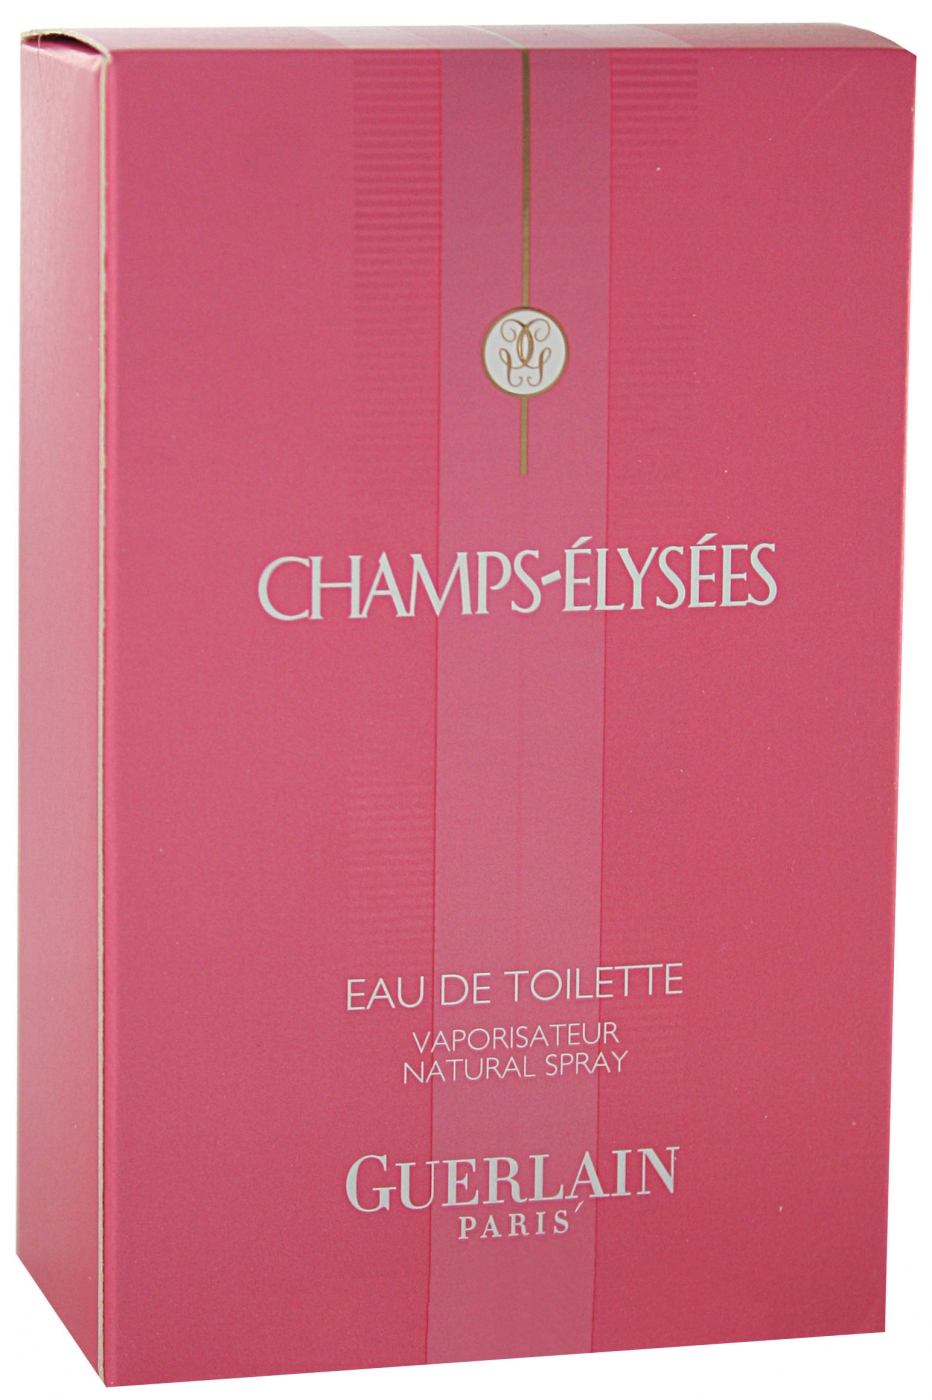 CHAMPS-ÉLYSÉES
EAU DE TOILETTE
VAPORISATEUR
NATURAL SPRAY
GUERLAIN
PARIS